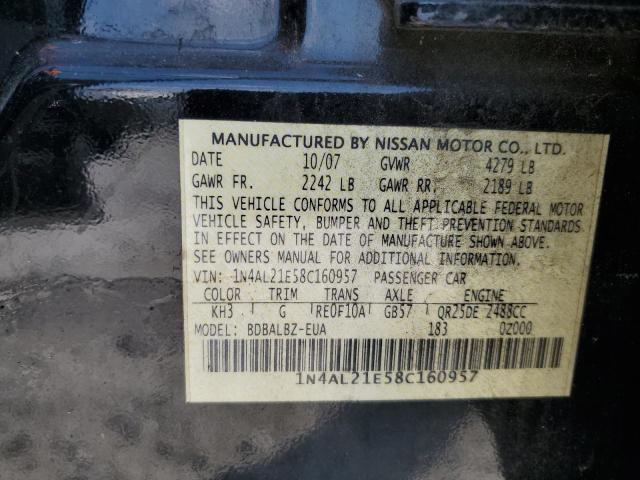 MANUFACTURED BY NISSAN MOTOR CO., LTD.
DATE 10/07 GVWR 4279 LB
GAWR FR. 2242 LB GAWR RR. 2189 LB
THIS VEHICLE CONFORMS TO ALL APPLICABLE FEDERAL MOTOR
VEHICLE SAFETY, BUMPER AND THEFT PREVENTION STANDARDS
IN EFFECT ON THE DATE OF MANUFACTURE SHOWN ABOVE.
SEE OWNERS MANUAL FOR ADDITIONAL INFORMATION.
VIN: 1N4AL21E58C160957 PASSENGER CAR
COLOR TRIM TRANS AXLE ENGINE
KH3 G RE0F10A GB57 QR25DE 2488CC
MODEL: BDBALBZ-EUA 183 0Z000
1N4AL21E58C160957